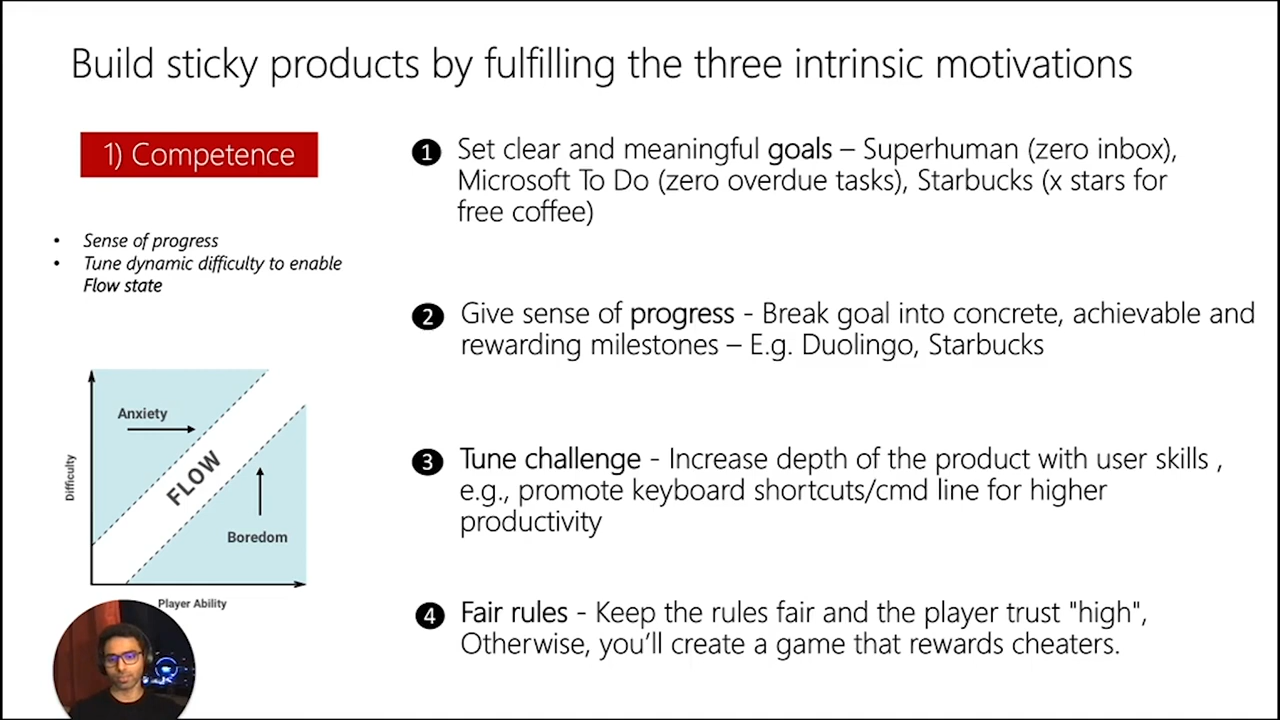 Build sticky products by fulfilling the three intrinsic motivations
1) Competence
• Sense of progress
• Tune dynamic difficulty to enable
Flow state
Anxiety
FLOW
Boredom
Difficulty
Player Ability
1 Set clear and meaningful goals – Superhuman (zero inbox),
Microsoft To Do (zero overdue tasks), Starbucks (x stars for
free coffee)
2 Give sense of progress - Break goal into concrete, achievable and
rewarding milestones – E.g. Duolingo, Starbucks
3 Tune challenge - Increase depth of the product with user skills ,
e.g., promote keyboard shortcuts/cmd line for higher
productivity
4 Fair rules - Keep the rules fair and the player trust "high",
Otherwise, you’ll create a game that rewards cheaters.